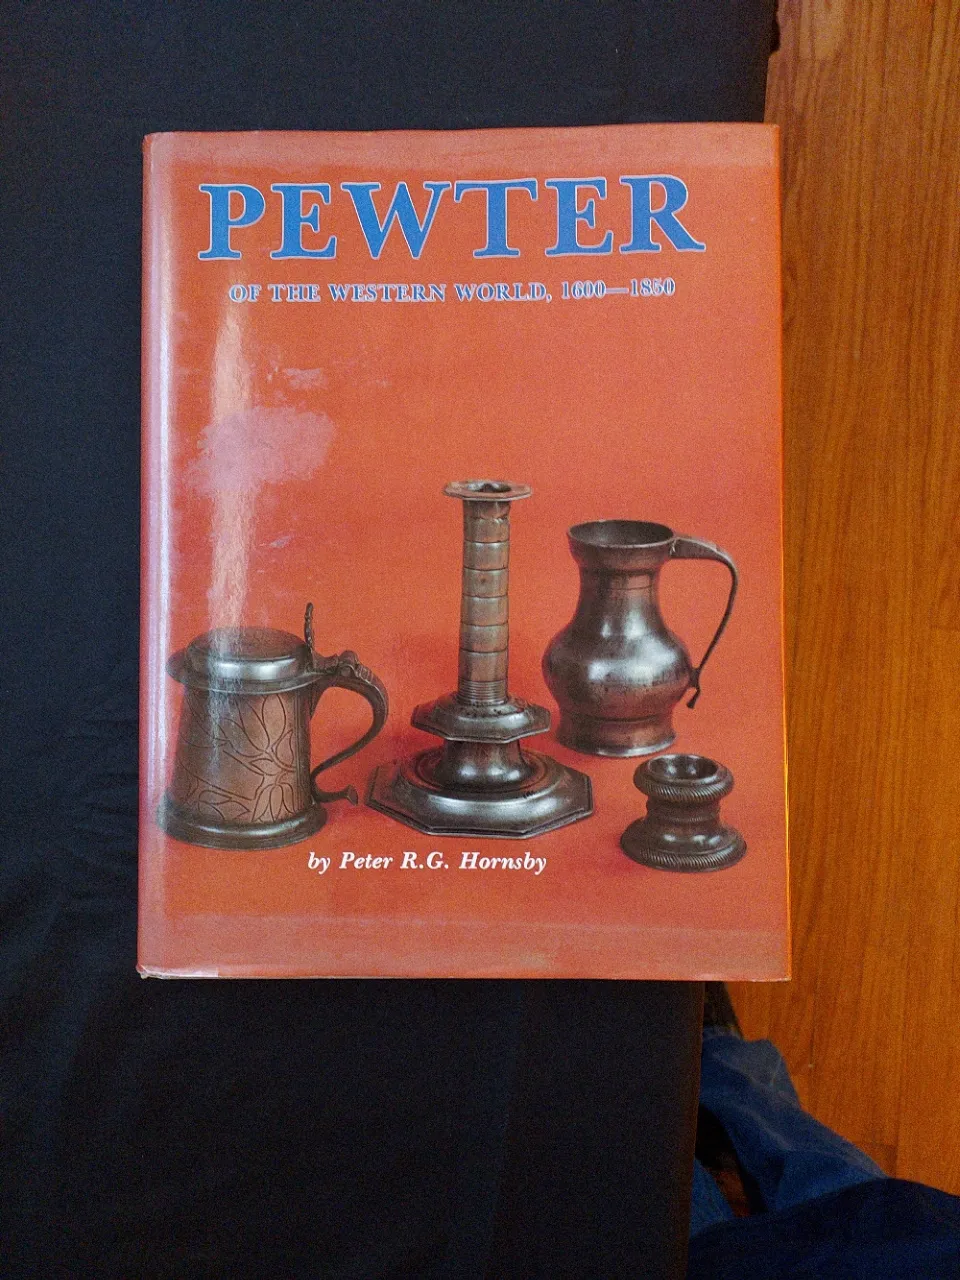 PEWTER
OF THE WESTERN WORLD, 1600—1850
by Peter R.G. Hornsby